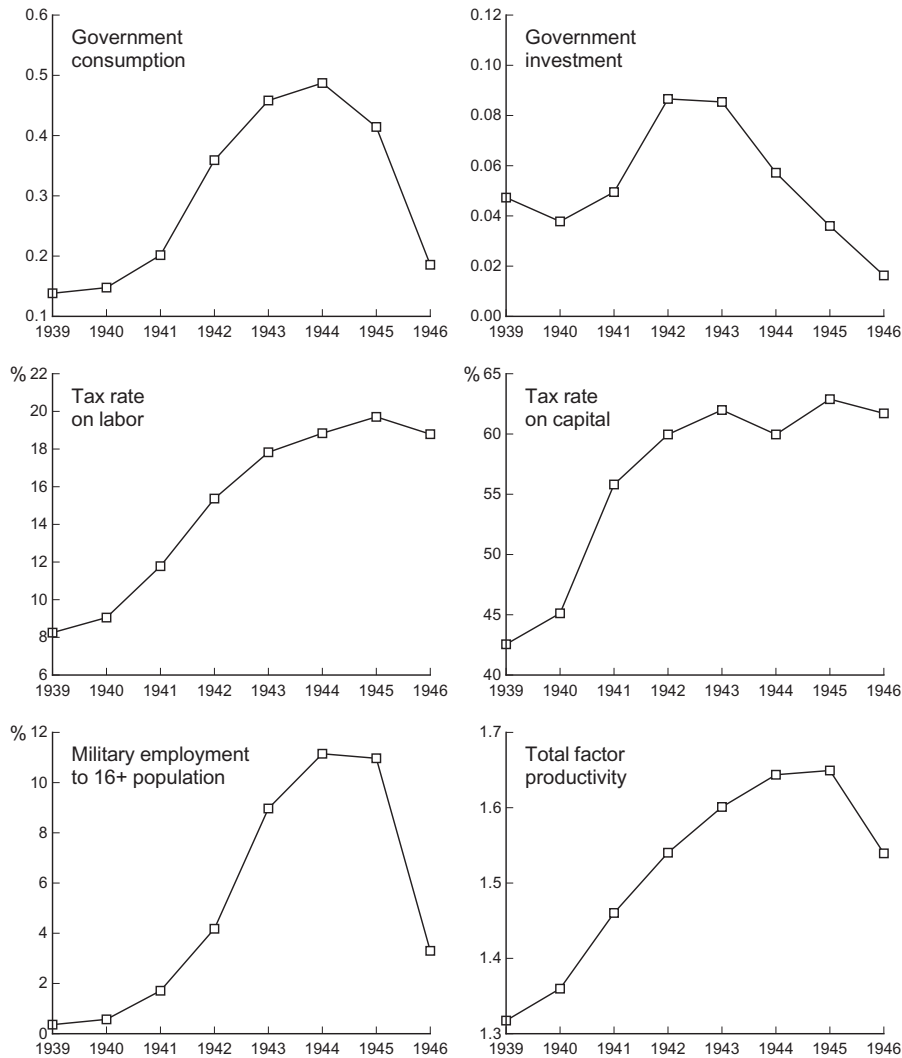 Government
consumption
0.6
0.5
0.4
0.3
0.2
0.1
1939 1940 1941 1942 1943 1944 1945 1946
Government
investment
0.12
0.10
0.08
0.06
0.04
0.02
0.00
1939 1940 1941 1942 1943 1944 1945 1946
Tax rate
on labor
% 22
20
18
16
14
12
10
8
6
1939 1940 1941 1942 1943 1944 1945 1946
Tax rate
on capital
% 65
60
55
50
45
40
1939 1940 1941 1942 1943 1944 1945 1946
Military employment
to 16+ population
% 12
10
8
6
4
2
0
1939 1940 1941 1942 1943 1944 1945 1946
Total factor
productivity
1.7
1.6
1.5
1.4
1.3
1939 1940 1941 1942 1943 1944 1945 1946